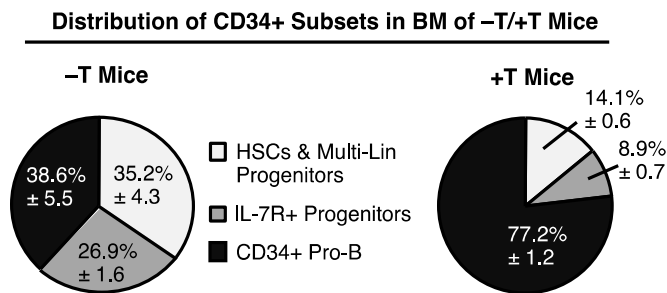 Distribution of CD34+ Subsets in BM of –T/+T Mice
–T Mice
38.6%
± 5.5
35.2%
± 4.3
26.9%
± 1.6
HSCs & Multi-Lin
Progenitors
IL-7R+ Progenitors
CD34+ Pro-B
+T Mice
14.1%
± 0.6
8.9%
± 0.7
77.2%
± 1.2